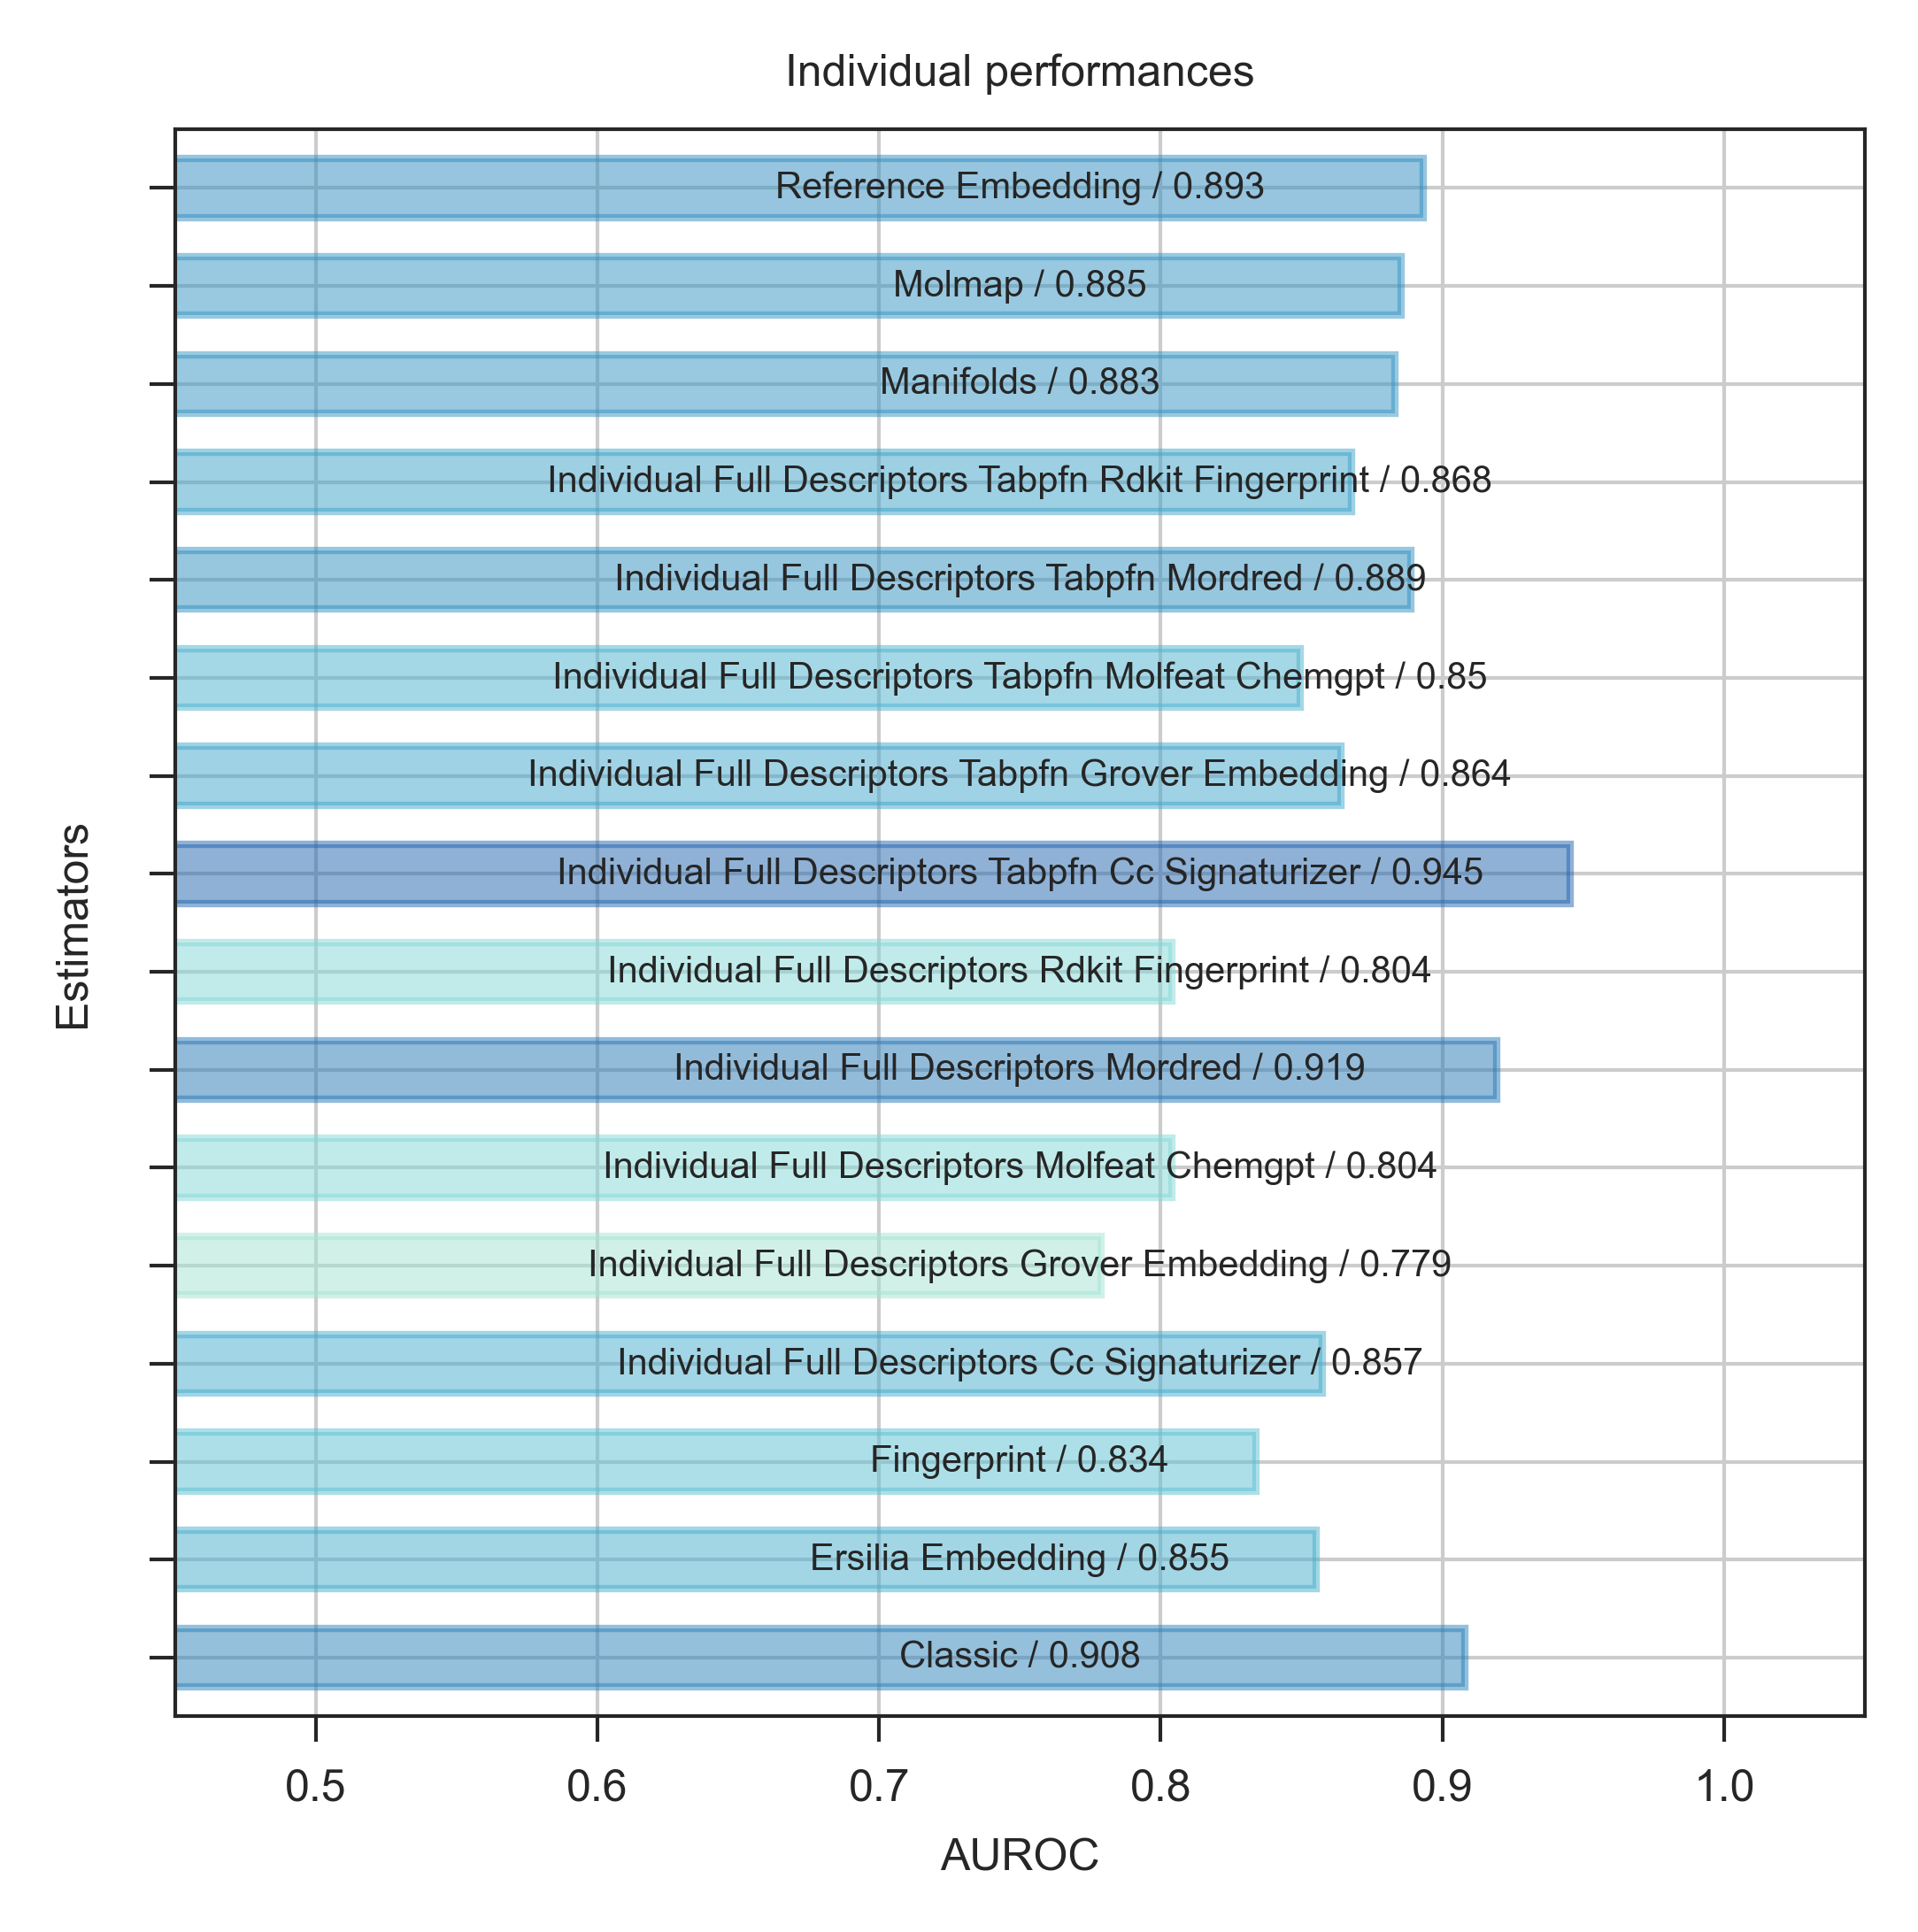 Individual performances
Reference Embedding / 0.893
Molmap / 0.885
Manifolds / 0.883
Individual Full Descriptors Tabpfn Rdkit Fingerprint / 0.868
Individual Full Descriptors Tabpfn Mordred / 0.889
Individual Full Descriptors Tabpfn Molfeat Chemgpt / 0.85
Individual Full Descriptors Tabpfn Grover Embedding / 0.864
Individual Full Descriptors Tabpfn Cc Signaturizer / 0.945
Individual Full Descriptors Rdkit Fingerprint / 0.804
Individual Full Descriptors Mordred / 0.919
Individual Full Descriptors Molfeat Chemgpt / 0.804
Individual Full Descriptors Grover Embedding / 0.779
Individual Full Descriptors Cc Signaturizer / 0.857
Fingerprint / 0.834
Ersilia Embedding / 0.855
Classic / 0.908
Estimators
0.5 0.6 0.7 0.8 0.9 1.0
AUROC